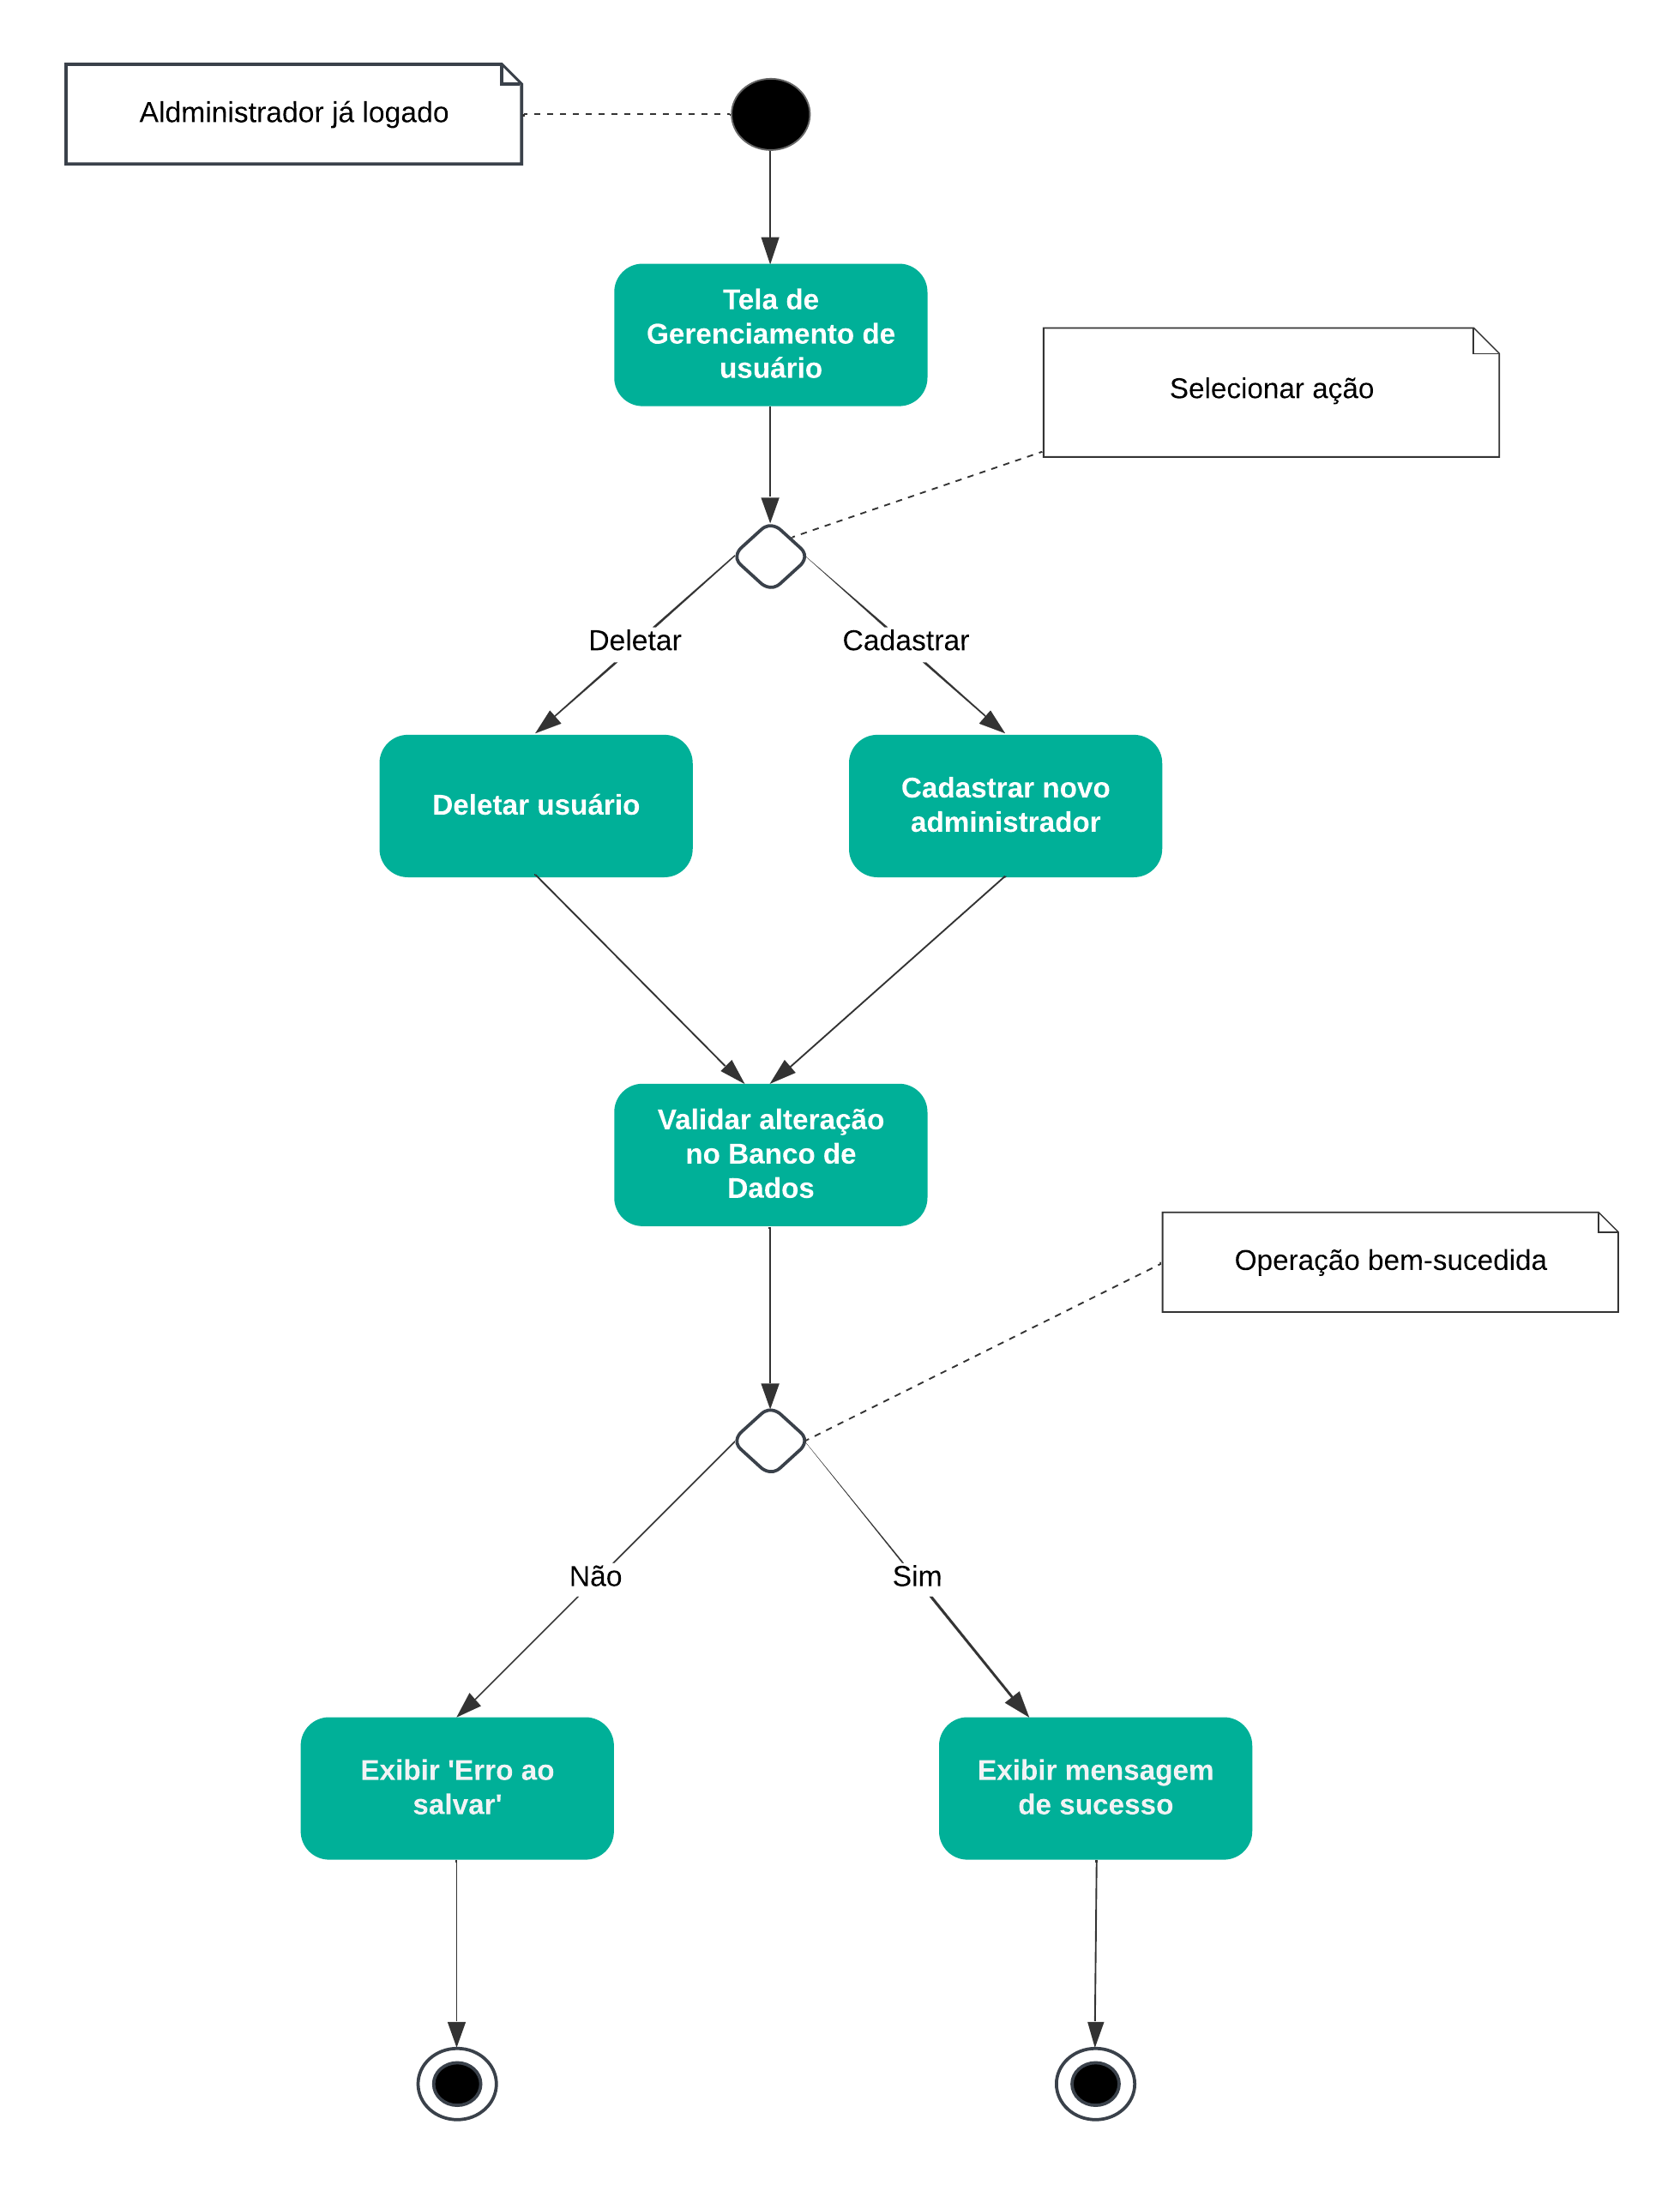 Aldministrador já logado
Tela de
Gerenciamento de
usuário
Selecionar ação
Deletar
Cadastrar
Deletar usuário
Cadastrar novo
administrador
Validar alteração
no Banco de
Dados
Operação bem-sucedida
Não
Sim
Exibir 'Erro ao
salvar'
Exibir mensagem
de sucesso